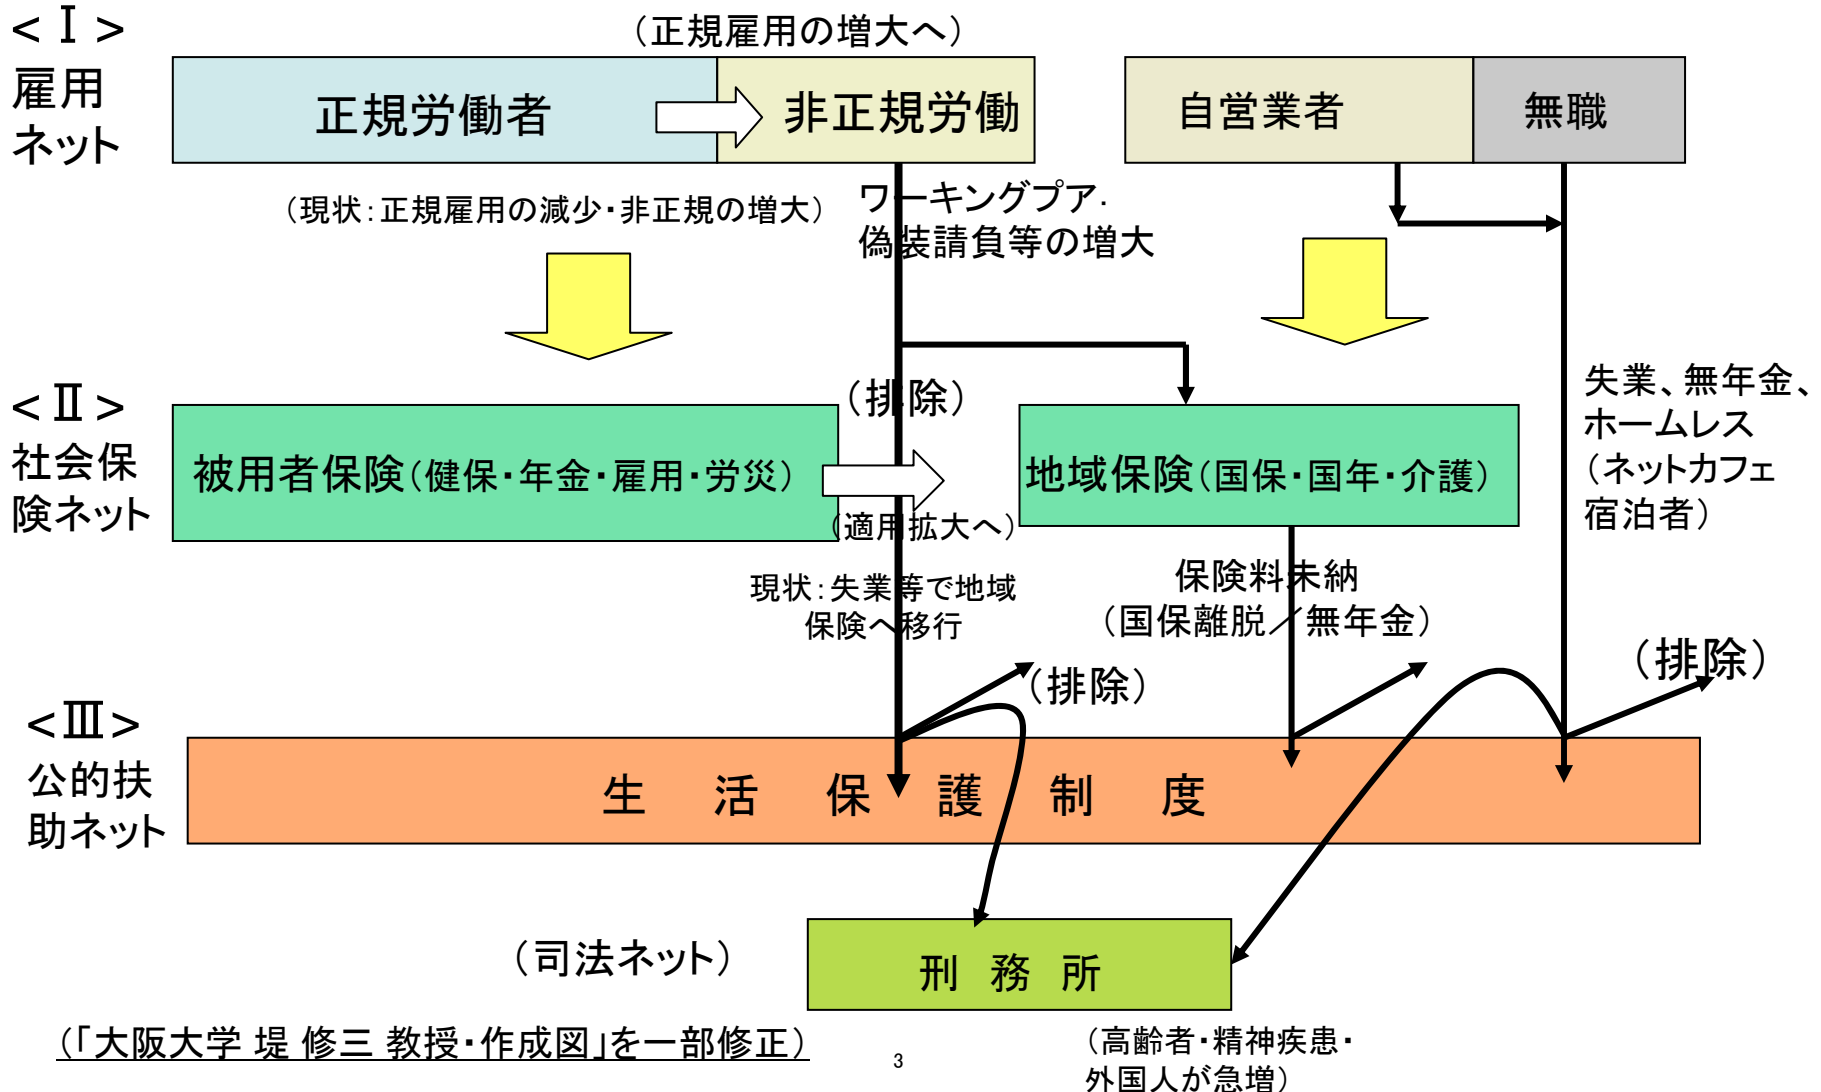 <Ⅰ>
雇用
ネット
(正規雇用の増大へ)
正規労働者
非正規労働
自営業者
無職
(現状:正規雇用の減少・非正規の増大)
ワーキングプア・
偽装請負等の増大
<Ⅱ>
社会保
険ネット
(排除)
被用者保険(健保・年金・雇用・労災)
地域保険(国保・国年・介護)
(適用拡大へ)
失業、無年金、
ホームレス
(ネットカフェ
宿泊者)
現状:失業等で地域
保険へ移行
保険料未納
(国保離脱/無年金)
(排除)
(排除)
<Ⅲ>
公的扶
助ネット
生 活 保 護 制 度
(司法ネット)
刑 務 所
(「大阪大学 堤 修三 教授・作成図」を一部修正)
3
(高齢者・精神疾患・
外国人が急増)